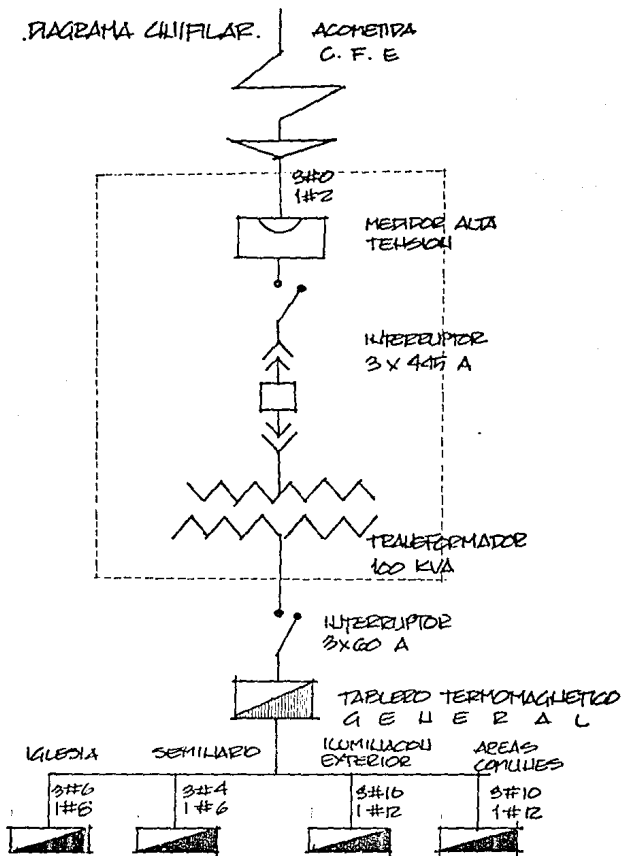 .DIAGRAMA UNIFILAR.
ACOMETIDA
C. F. E
3#0
1#2
MEDIDOR ALTA
TENSION
INTERRUPTOR
3 X 445 A
TRANSFORMADOR
100 KVA
INTERRUPTOR
3X60 A
TABLERO TERMOMAGNETICO
G E N E R A L
IGLESIA
3#6
1#8
SEMINARIO
3#4
1#6
ILUMINACON
EXTERIOR
3#10
1#12
AREAS
COMUNES
3#10
1#12